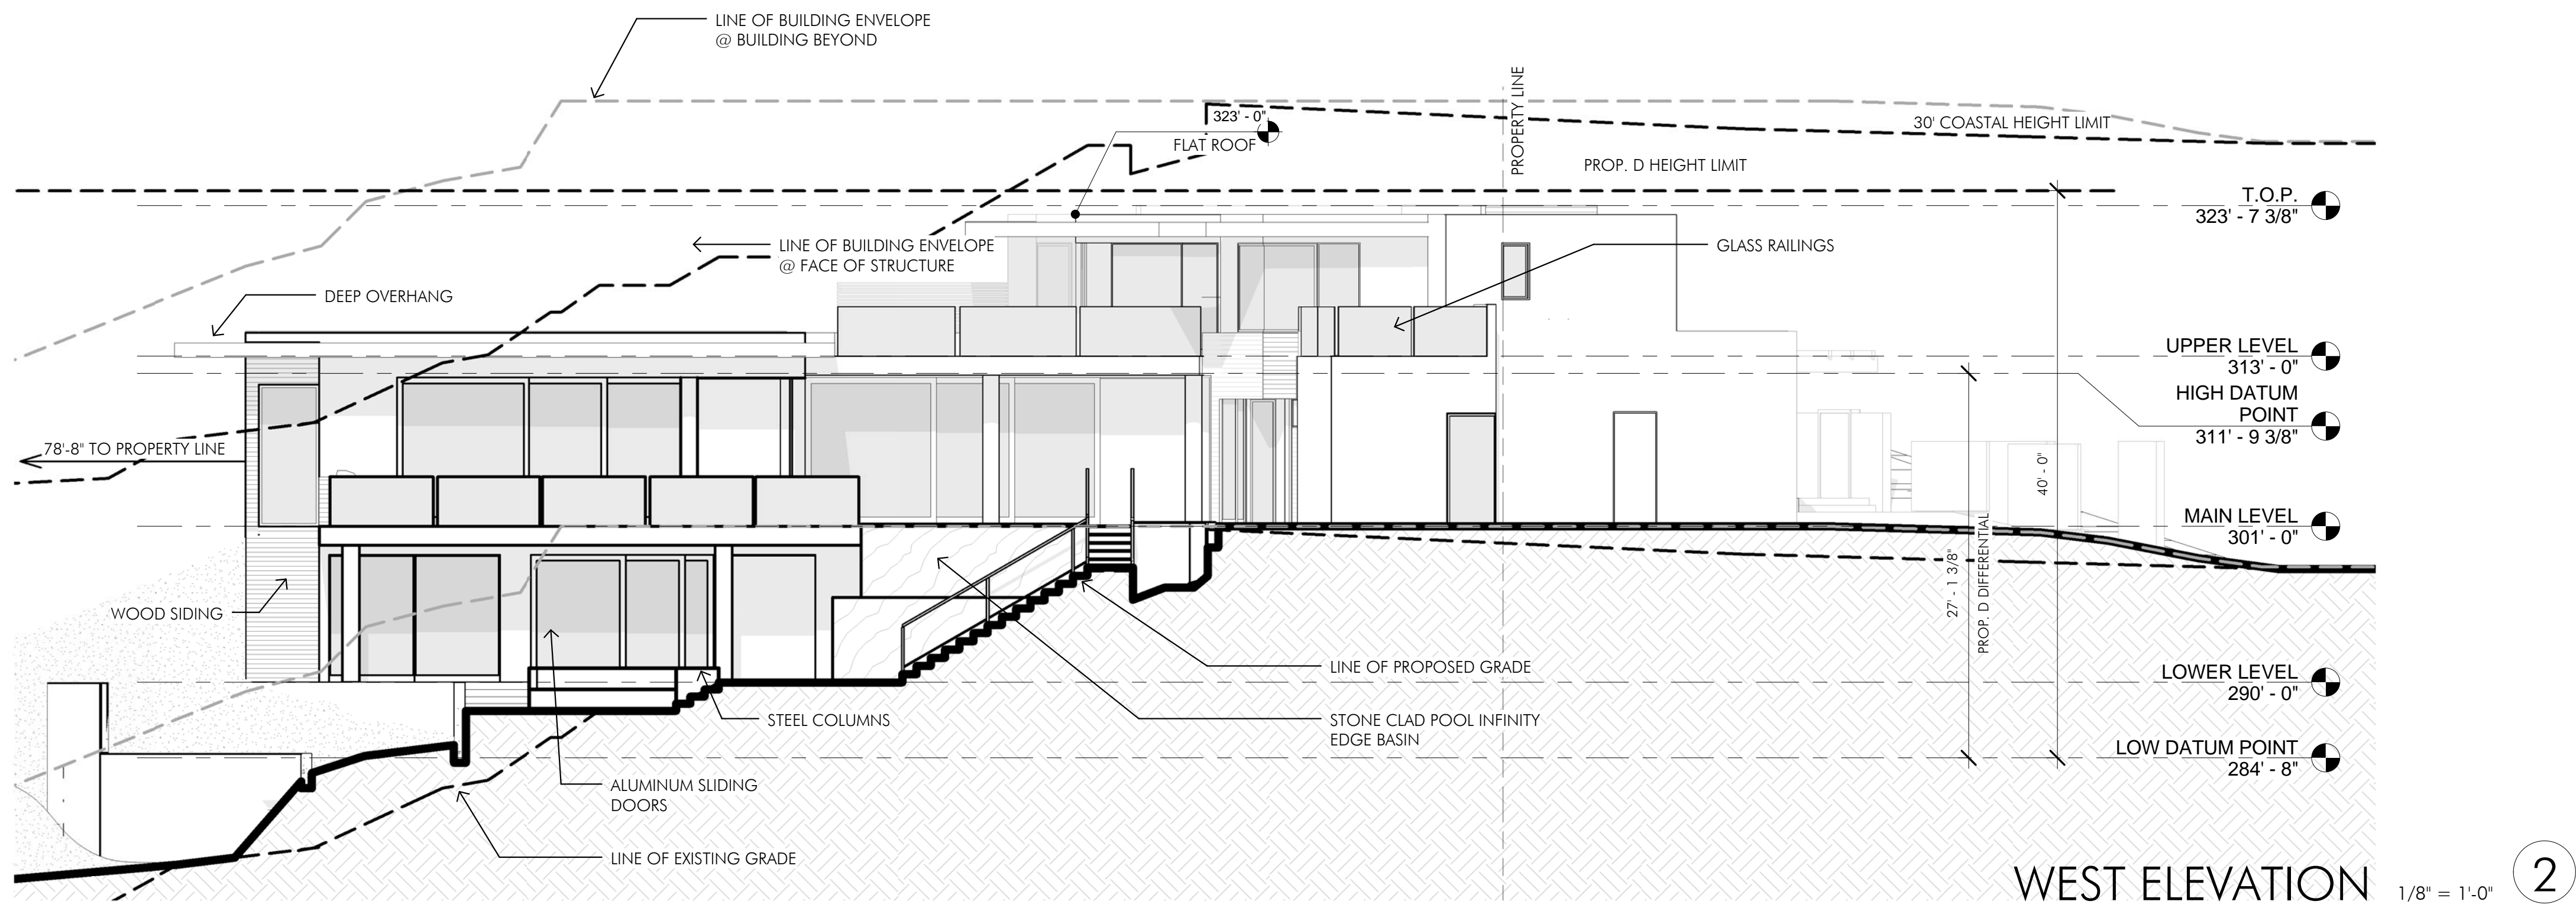 LINE OF BUILDING ENVELOPE
@ BUILDING BEYOND
PROPERTY LINE
323' - 0"
FLAT ROOF
30' COASTAL HEIGHT LIMIT
PROP. D HEIGHT LIMIT
T.O.P.
323' - 7 3/8"
LINE OF BUILDING ENVELOPE
@ FACE OF STRUCTURE
GLASS RAILINGS
DEEP OVERHANG
UPPER LEVEL
313' - 0"
HIGH DATUM
POINT
311' - 9 3/8"
78'-8" TO PROPERTY LINE
40' - 0"
MAIN LEVEL
301' - 0"
27' - 1 3/8"
PROP. D DIFFERENTIAL
WOOD SIDING
LINE OF PROPOSED GRADE
LOWER LEVEL
290' - 0"
STEEL COLUMNS
STONE CLAD POOL INFINITY
EDGE BASIN
LOW DATUM POINT
284' - 8"
ALUMINUM SLIDING
DOORS
LINE OF EXISTING GRADE
WEST ELEVATION
1/8" = 1'-0"
2